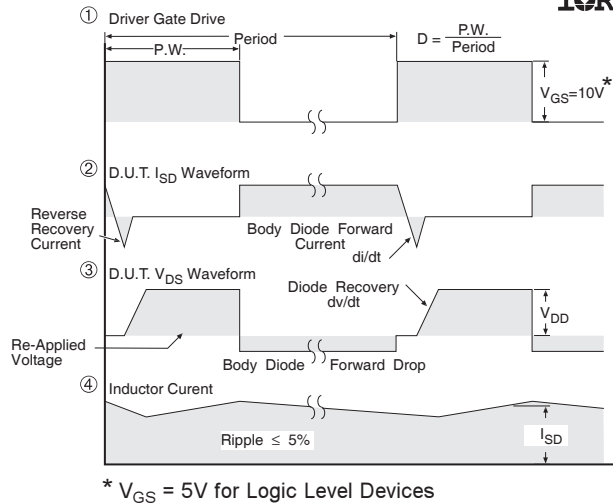 ① Driver Gate Drive
P.W.
Period
D = P.W.
Period
VGS=10V*
② D.U.T. ISD Waveform
Reverse
Recovery
Current
Body Diode Forward
Current
di/dt
③ D.U.T. VDS Waveform
Diode Recovery
dv/dt
VDD
Re-Applied
Voltage
Body Diode Forward Drop
④ Inductor Curent
Ripple ≤ 5%
ISD
* VGS = 5V for Logic Level Devices